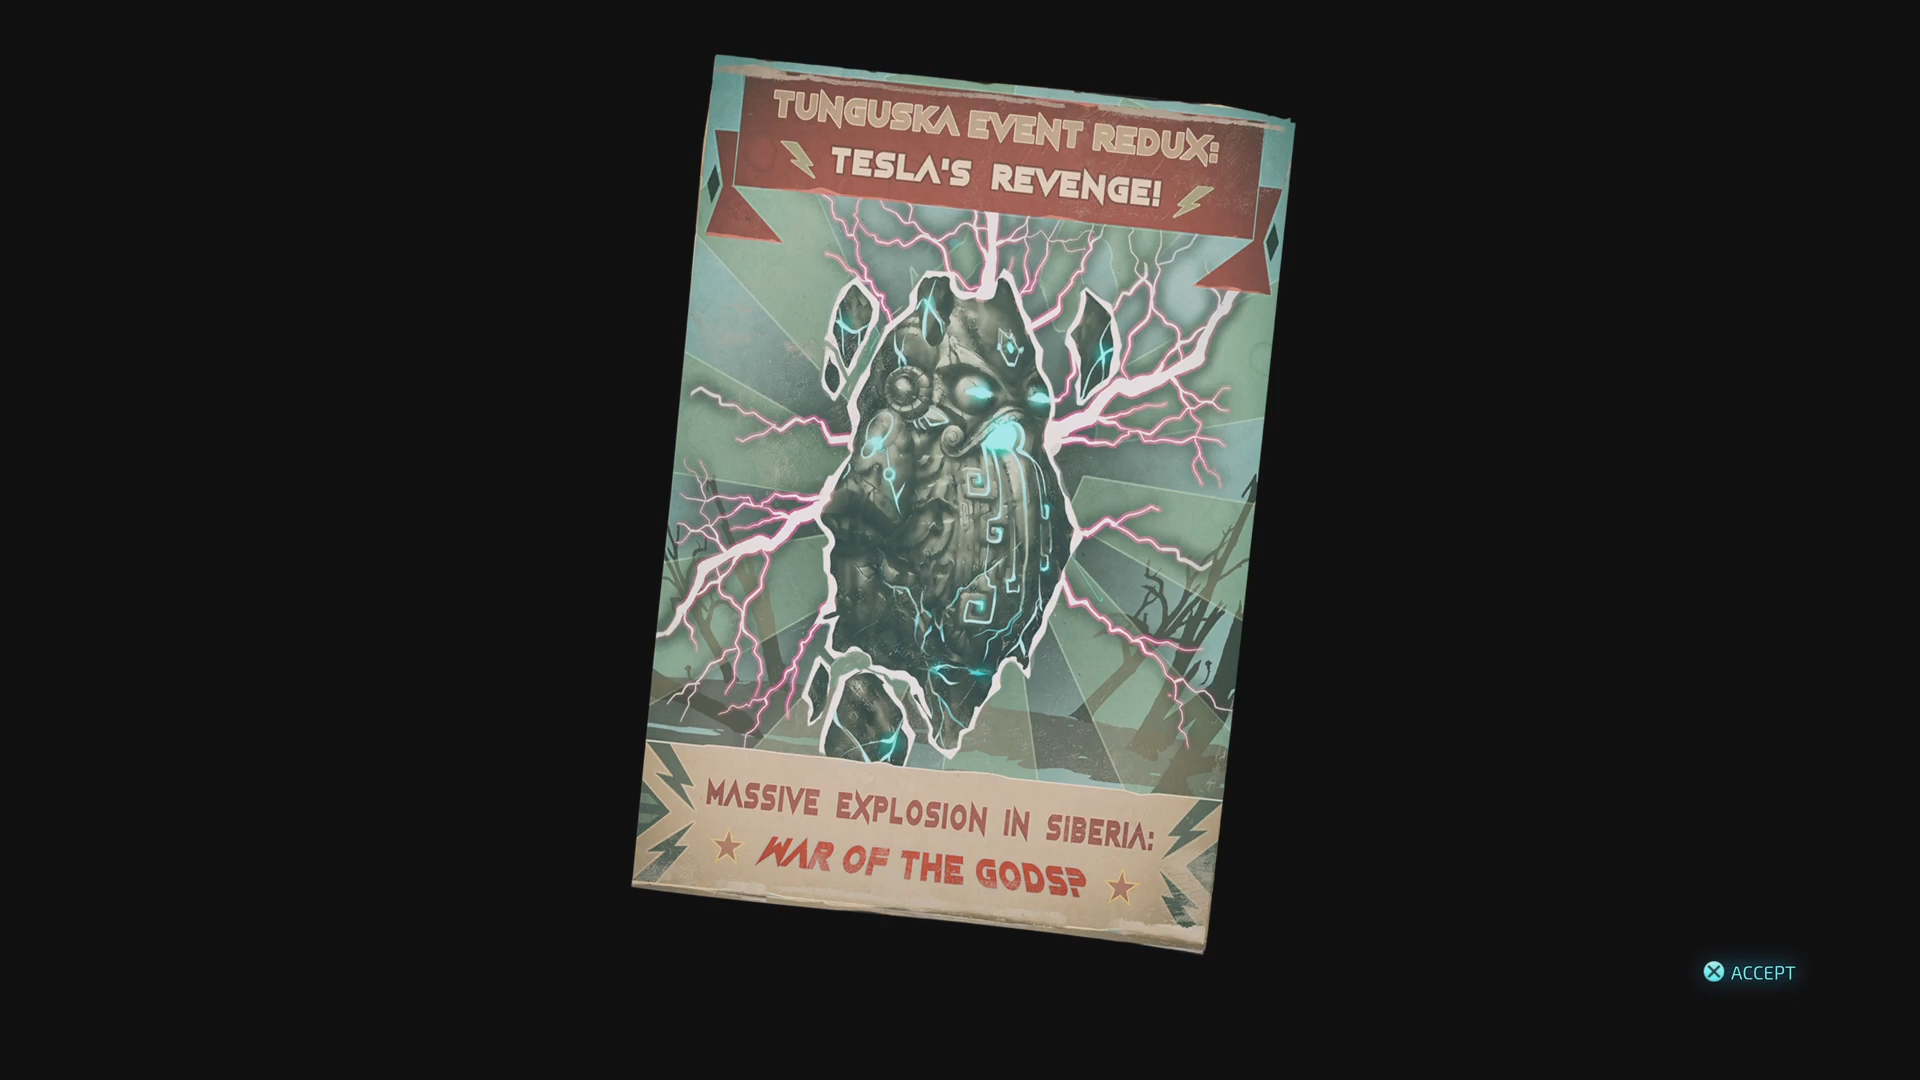 TUNGUSKA EVENT REDUX:
TESLA'S REVENGE!
MASSIVE EXPLOSION IN SIBERIA:
WAR OF THE GODS?
ACCEPT